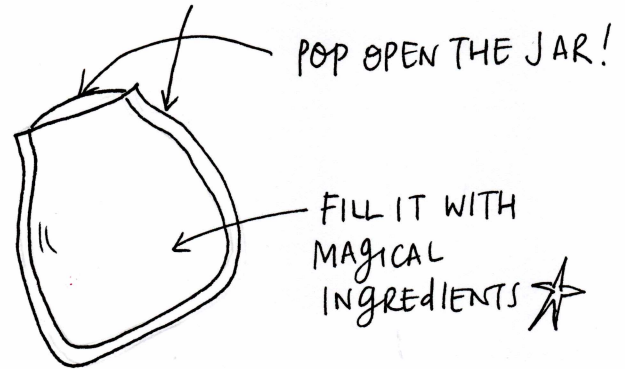 POP OPEN THE JAR!
FILL IT WITH
MAGICAL
INGREDIENTS